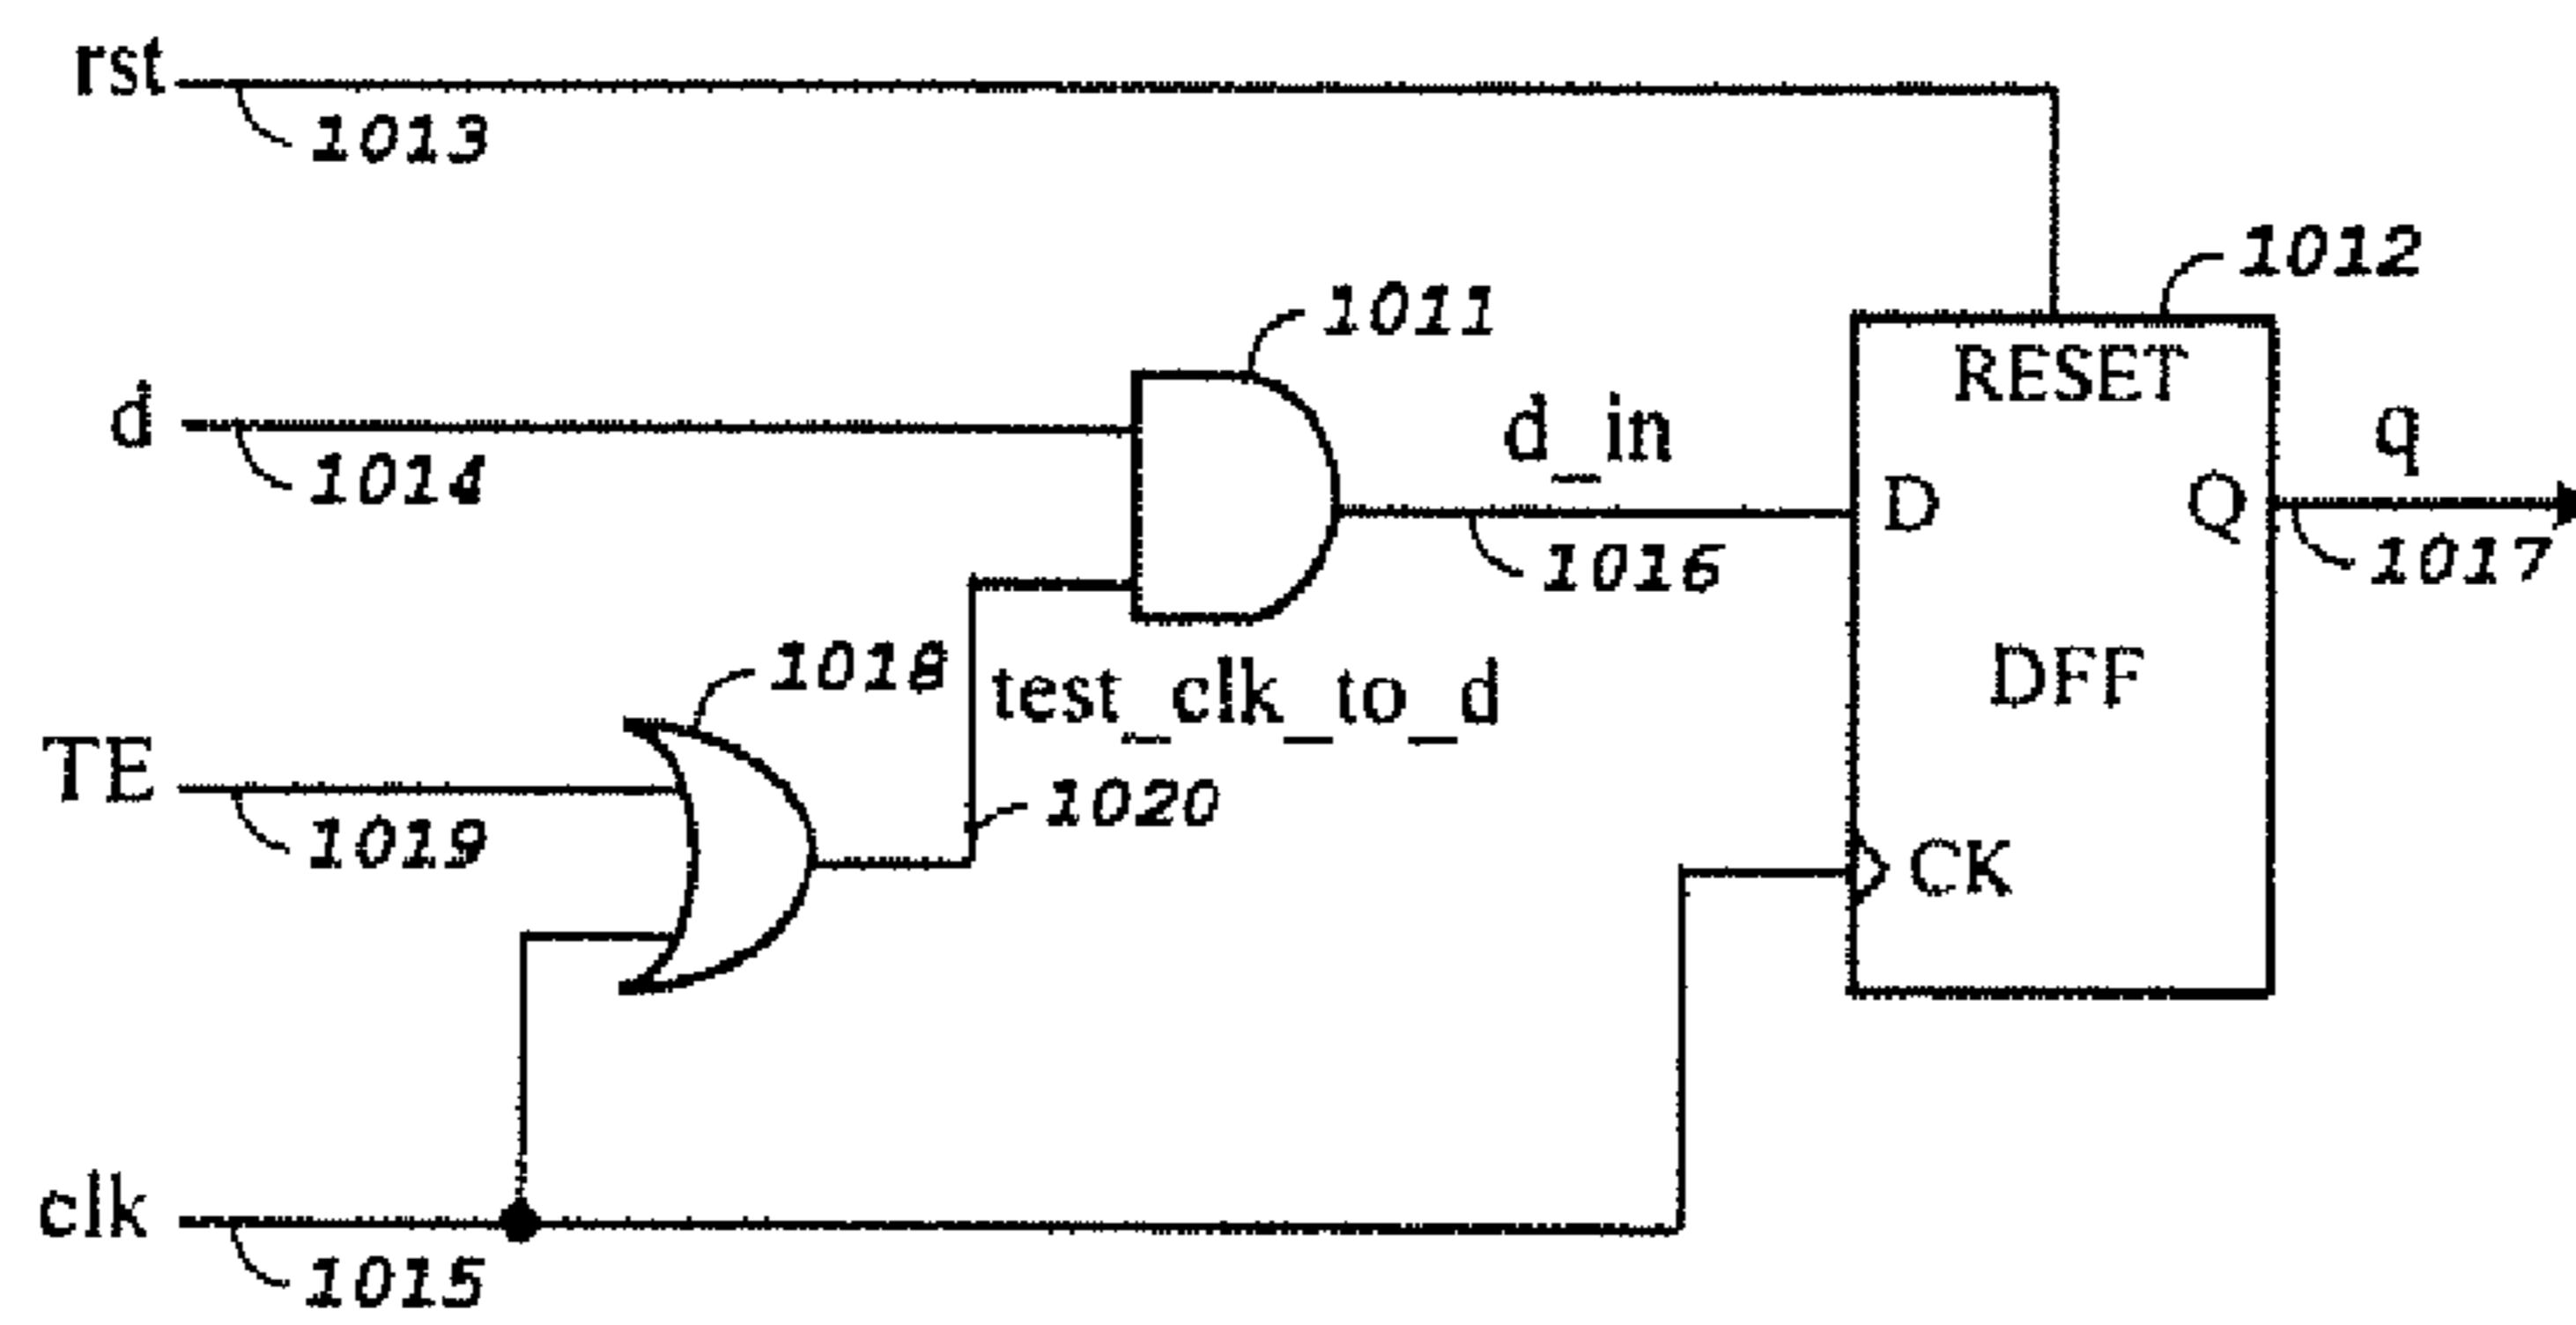 rst
1013
1012
1011
RESET
d
d_in
q
1014
D
Q
1016
1017
1018
test_clk_to_d
DFF
TE
1020
1019
CK
clk
1015